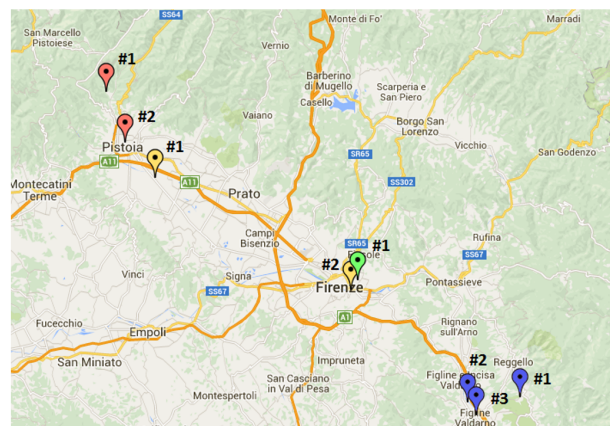 SS64
Monte di Fo'
Marradi
San Marcello
Pistoiese
#1
Vernio
Barberino
di Mugello
Scarperia e
San Piero
Casello
#2
Vaiano
Borgo San
Lorenzo
Pistoia
#1
Vicchio
San Godenzo
A11
SR65
A11
SS302
Montecatini
Terme
Prato
Campi
Bisenzio
Rufina
SR65
#1
#2
SS67
Vinci
Signa
Firenze
Pontassieve
SS67
Fucecchio
A1
Empoli
Rignano
sull'Arno
San Miniato
Impruneta
#2
Reggello
San Casciano
in Val di Pesa
#1
Montespertoli
#3
Figline
Valdarno